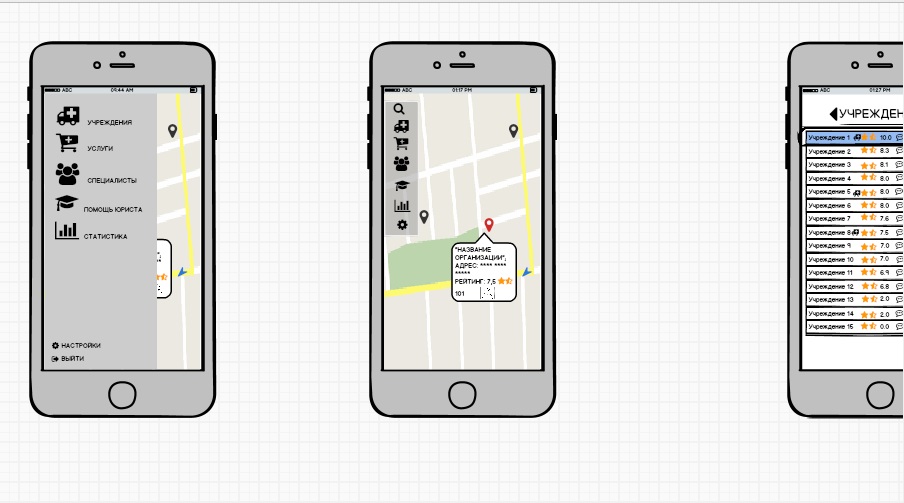 ABC 09:44 AM
УЧРЕЖДЕНИЯ
УСЛУГИ
СПЕЦИАЛИСТЫ
ПОМОЩЬ ЮРИСТА
СТАТИСТИКА
НАСТРОЙКИ
ВЫЙТИ
ABC 01:17 PM
"НАЗВАНИЕ
ОРГАНИЗАЦИИ",
АДРЕС: **** ****
*****
РЕЙТИНГ: 7,5
101
ABC 01:27 PM
УЧРЕЖДЕН
Учреждение 1 10.0
Учреждение 2 8.3
Учреждение 3 8.1
Учреждение 4 8.0
Учреждение 5 8.0
Учреждение 6 8.0
Учреждение 7 7.6
Учреждение 8 7.5
Учреждение 9 7.0
Учреждение 10 7.0
Учреждение 11 6.9
Учреждение 12 6.8
Учреждение 13 2.0
Учреждение 14 2.0
Учреждение 15 0.0